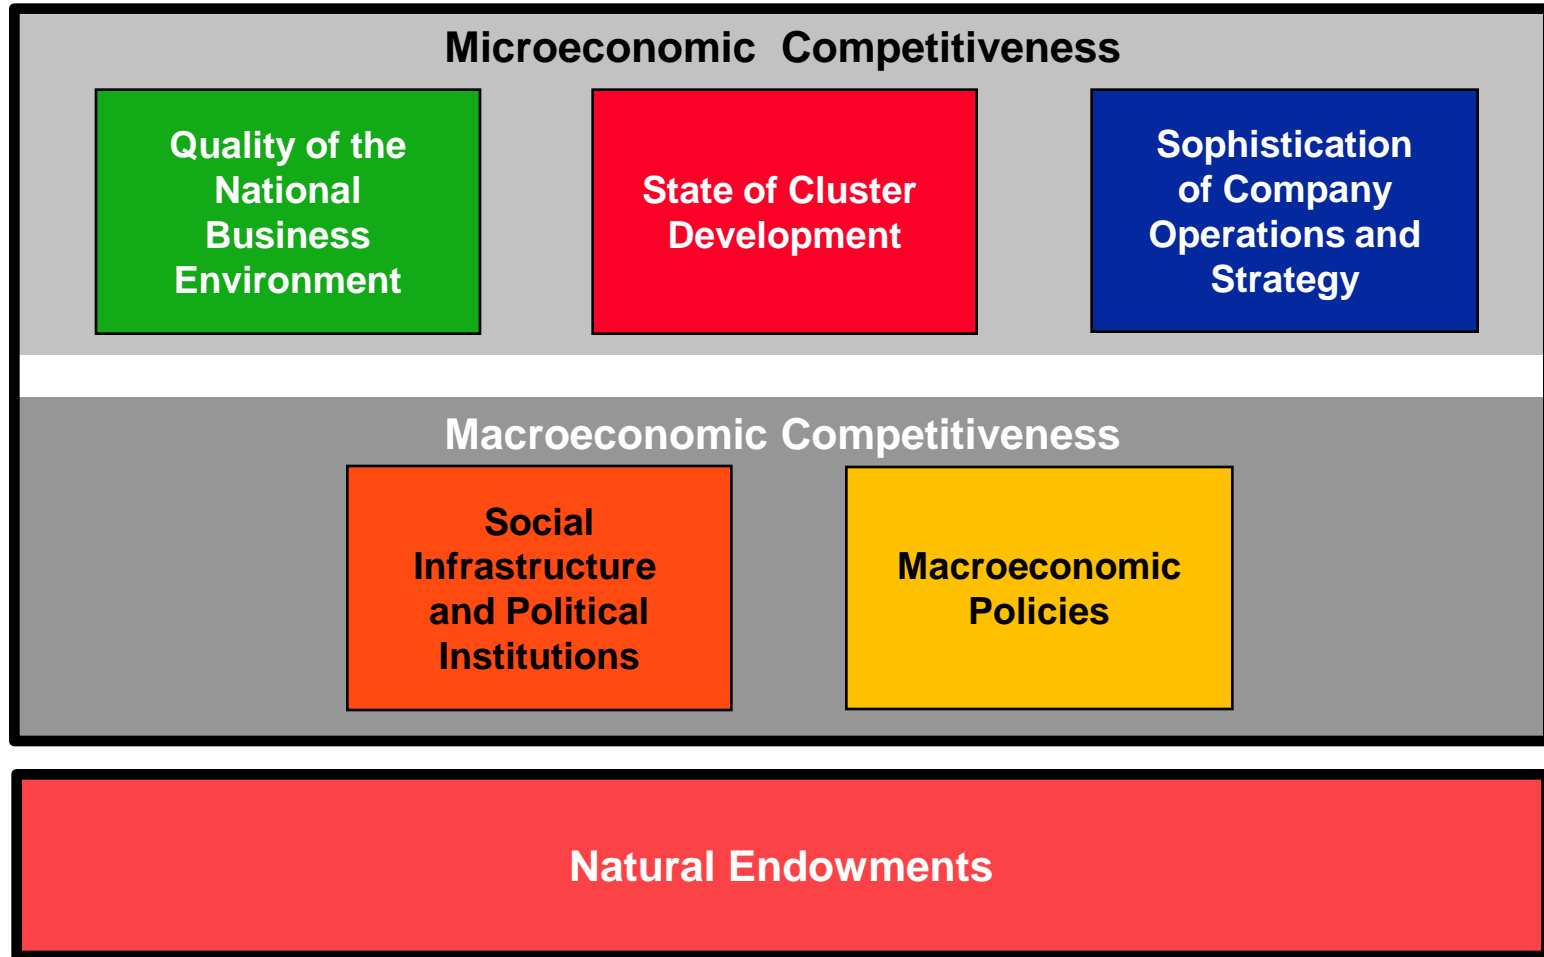 Microeconomic  Competitiveness
Quality of the
National
Business
Environment
State of Cluster
Development
Sophistication
of Company
Operations and
Strategy
Macroeconomic Competitiveness
Social
Infrastructure
and Political
Institutions
Macroeconomic
Policies
Natural Endowments